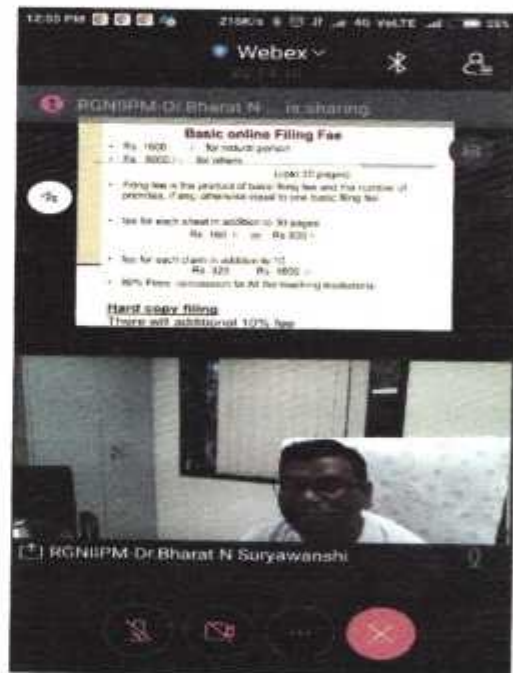 12:55 PM 4G VoLTE
Webex
RGNIIPM-Dr.Bharat N... is sharing
Basic online Filing Fee
• Rs. 1600 for natural person
• Rs. 8000/- for others
(upto 30 pages)
• Filing fee is the product of basic filing fee and the number of
priorities, if any, otherwise equal to one basic filing fee
• fee for each sheet in addition to 30 pages
Rs. 160 or Rs 800
• fee for each claim in addition to 10
Rs. 320 Rs. 1600
• 80% Fees concession for All the teaching Institutions
Hard copy filing
There will additional 10% fee
RGNIIPM-Dr.Bharat N Suryawanshi